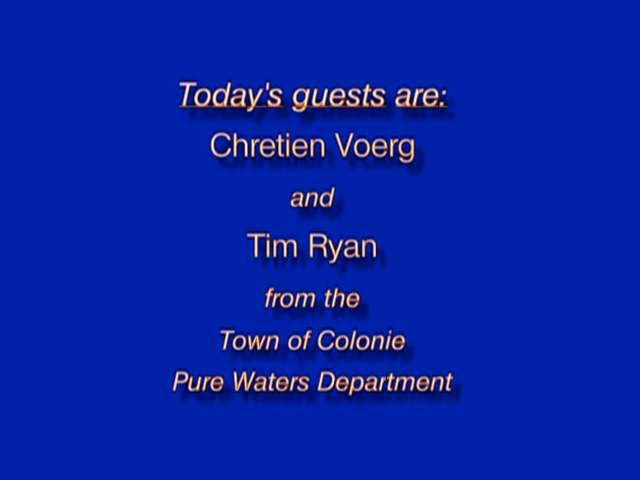 Today's guests are:
Chretien Voerg
and
Tim Ryan
from the
Town of Colonie
Pure Waters Department